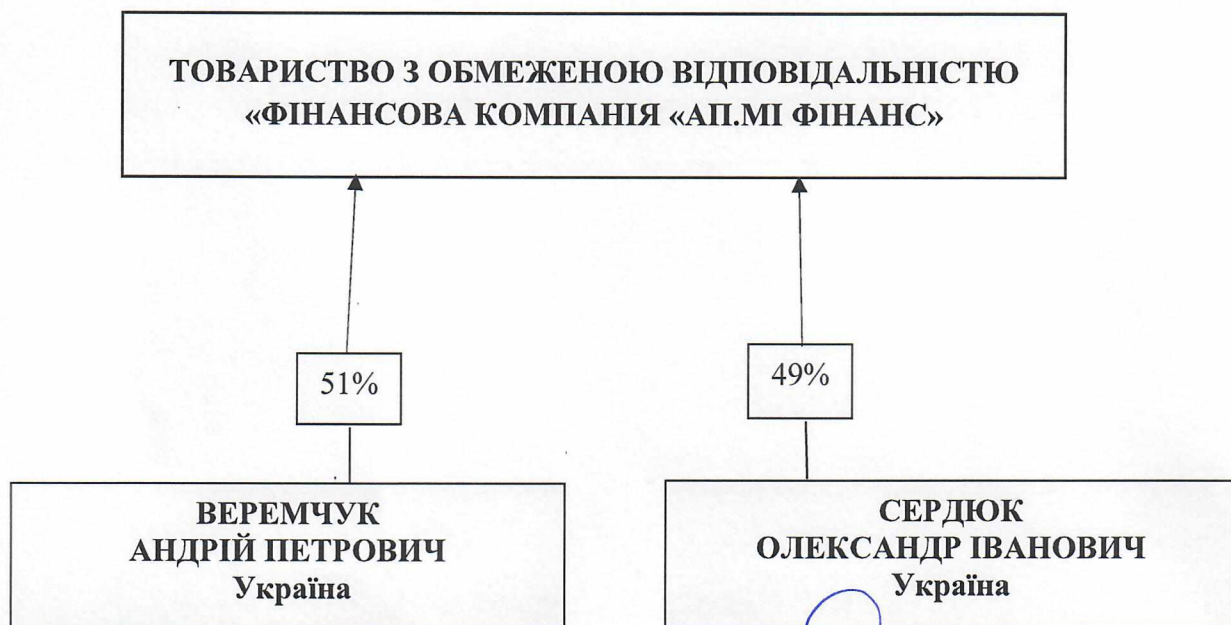 ТОВАРИСТВО З ОБМЕЖЕНОЮ ВІДПОВІДАЛЬНІСТЮ
«ФІНАНСОВА КОМПАНІЯ «АП.МІ ФІНАНС»
51%
49%
ВЕРЕМЧУК
АНДРІЙ ПЕТРОВИЧ
Україна
СЕРДЮК
ОЛЕКСАНДР ІВАНОВИЧ
Україна